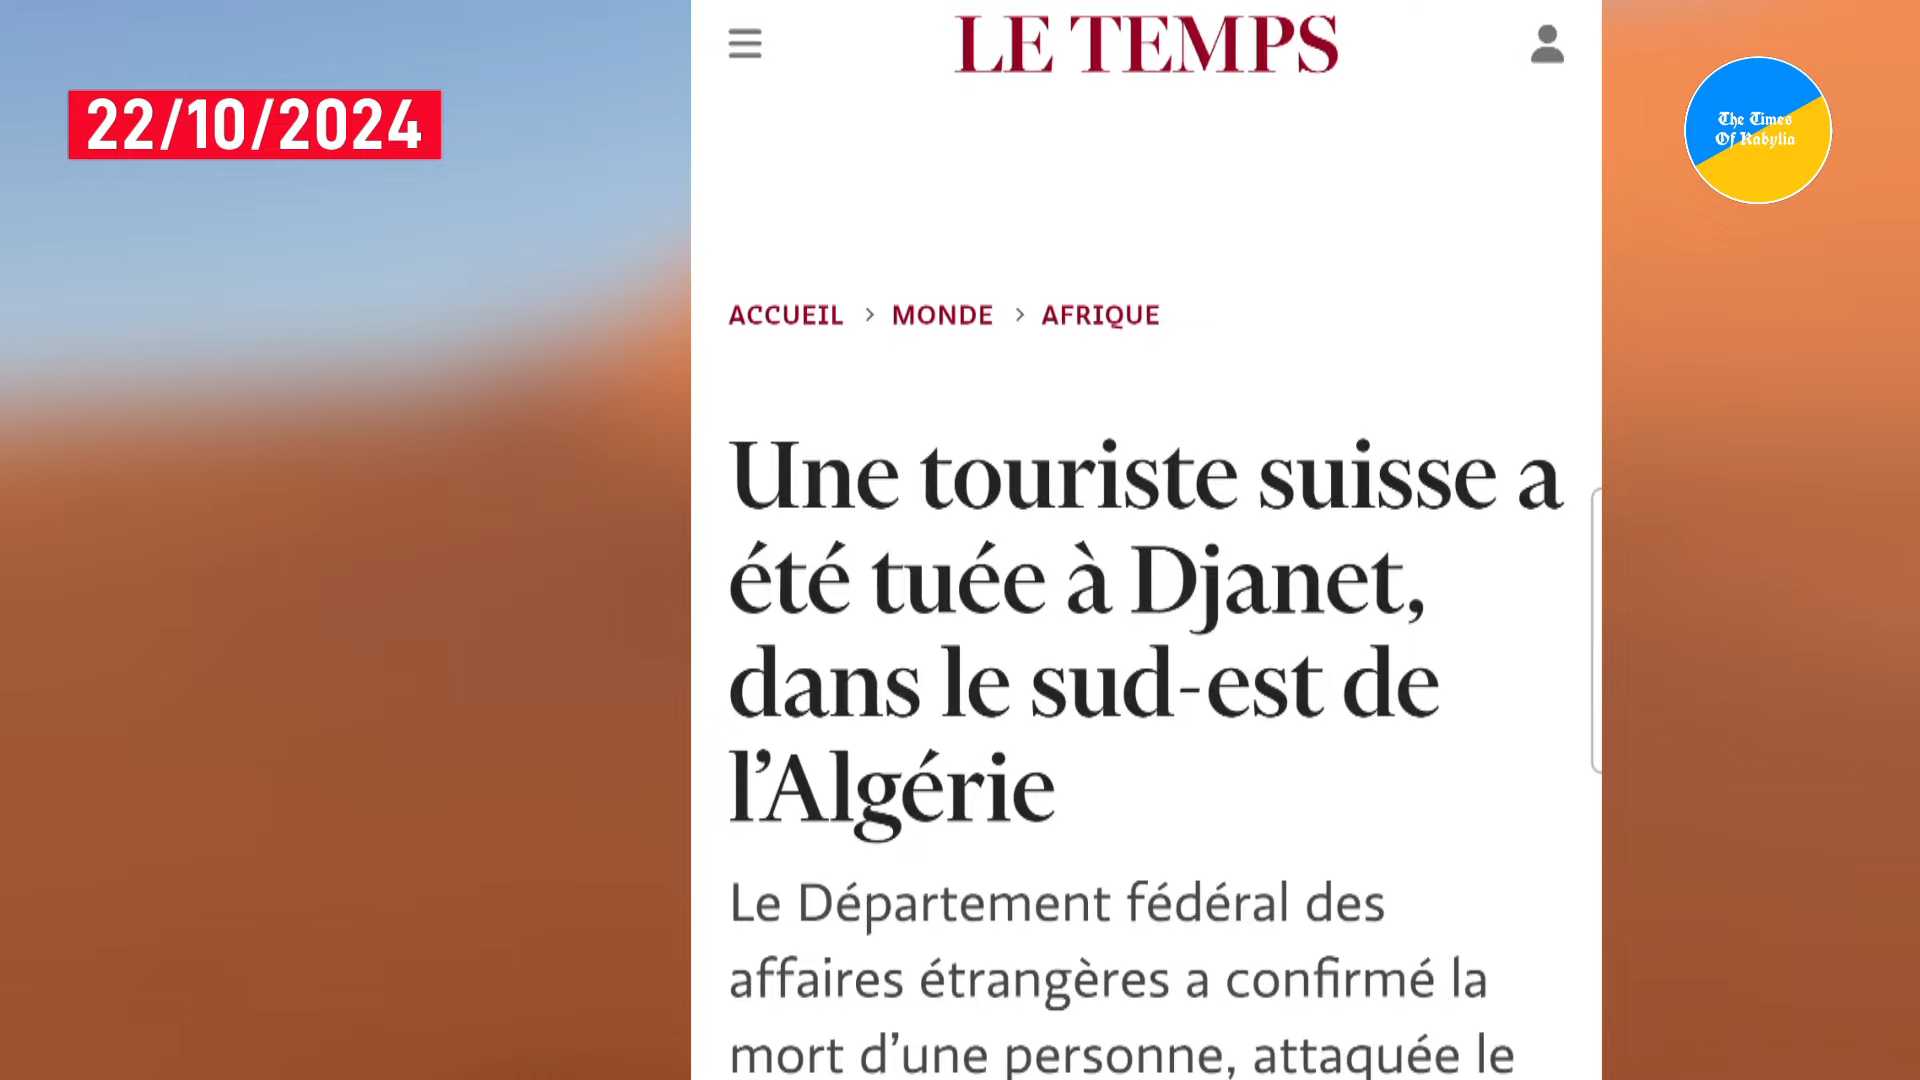 LE TEMPS
22/10/2024
The Times
Of Kabylia
ACCUEIL > MONDE > AFRIQUE
Une touriste suisse a
été tuée à Djanet,
dans le sud-est de
l’Algérie
Le Département fédéral des
affaires étrangères a confirmé la
mort d’une personne, attaquée le